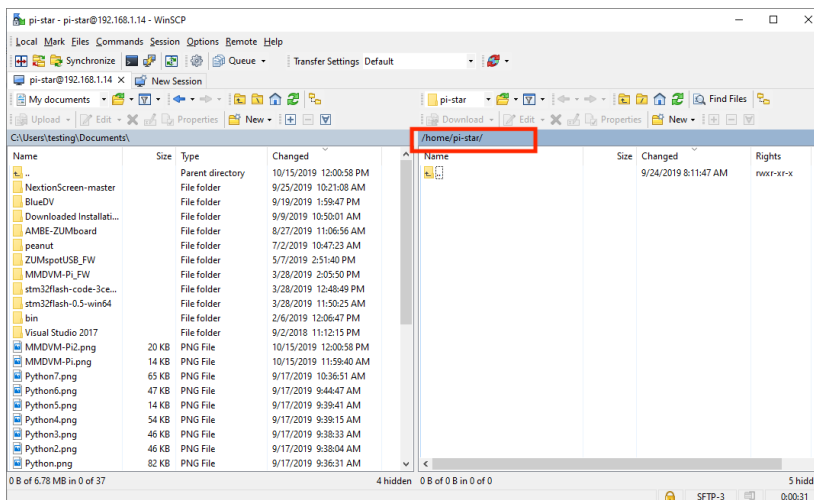 pi-star - pi-star@192.168.1.14 - WinSCP
Local Mark Files Commands Session Options Remote Help
Synchronize Queue Transfer Settings Default
pi-star@192.168.1.14 × New Session
My documents pi-star Find Files
Upload Edit Properties New Download Edit Properties New
C:\Users\testing\Documents\ /home/pi-star/
Name Size Type Changed Name Size Changed Rights
.. Parent directory 10/15/2019 12:00:58 PM .. 9/24/2019 8:11:47 AM rwxr-xr-x
NextionScreen-master File folder 9/25/2019 10:21:08 AM
BlueDV File folder 9/19/2019 1:59:47 PM
Downloaded Installati... File folder 9/9/2019 10:50:01 AM
AMBE-ZUMboard File folder 8/27/2019 11:06:56 AM
peanut File folder 7/2/2019 10:47:23 AM
ZUMspotUSB_FW File folder 5/7/2019 2:51:40 PM
MMDVM-Pi_FW File folder 3/28/2019 2:05:50 PM
stm32flash-code-3ce... File folder 3/28/2019 12:48:49 PM
stm32flash-0.5-win64 File folder 3/28/2019 11:50:25 AM
bin File folder 2/6/2019 12:06:47 PM
Visual Studio 2017 File folder 9/2/2018 11:12:15 PM
MMDVM-Pi2.png 20 KB PNG File 10/15/2019 12:00:58 PM
MMDVM-Pi.png 14 KB PNG File 10/15/2019 11:59:40 AM
Python7.png 65 KB PNG File 9/17/2019 10:36:51 AM
Python6.png 47 KB PNG File 9/17/2019 9:44:47 AM
Python5.png 14 KB PNG File 9/17/2019 9:39:41 AM
Python4.png 54 KB PNG File 9/17/2019 9:39:15 AM
Python3.png 46 KB PNG File 9/17/2019 9:38:33 AM
Python2.png 46 KB PNG File 9/17/2019 9:38:04 AM
Python.png 82 KB PNG File 9/17/2019 9:36:31 AM
0 B of 6.78 MB in 0 of 37 4 hidden 0 B of 0 B in 0 of 0 5 hidd
SFTP-3 0:00:31